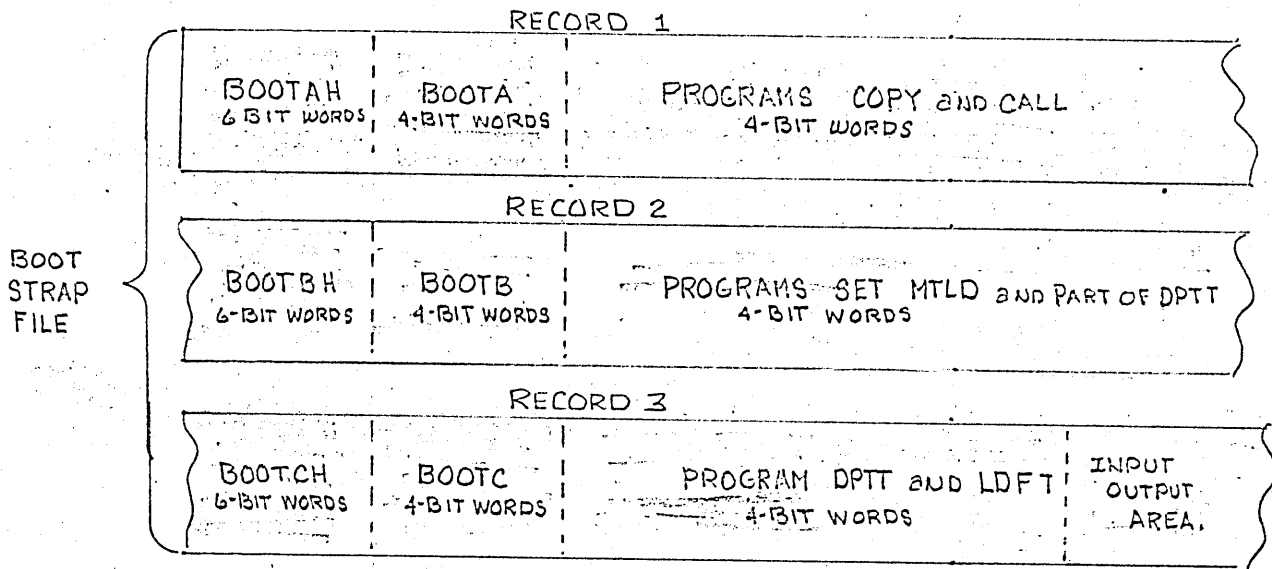 RECORD 1
BOOTAH
6 BIT WORDS
BOOTA
4-BIT WORDS
PROGRAMS COPY and CALL
4-BIT WORDS
RECORD 2
BOOT
STRAP
FILE
BOOTBH
6-BIT WORDS
BOOTB
4-BIT WORDS
PROGRAMS SET MTLD and PART OF DPTT
4-BIT WORDS
RECORD 3
BOOTCH
6-BIT WORDS
BOOTC
4-BIT WORDS
PROGRAM DPTT and LDFT
4-BIT WORDS
INPUT
OUTPUT
AREA.